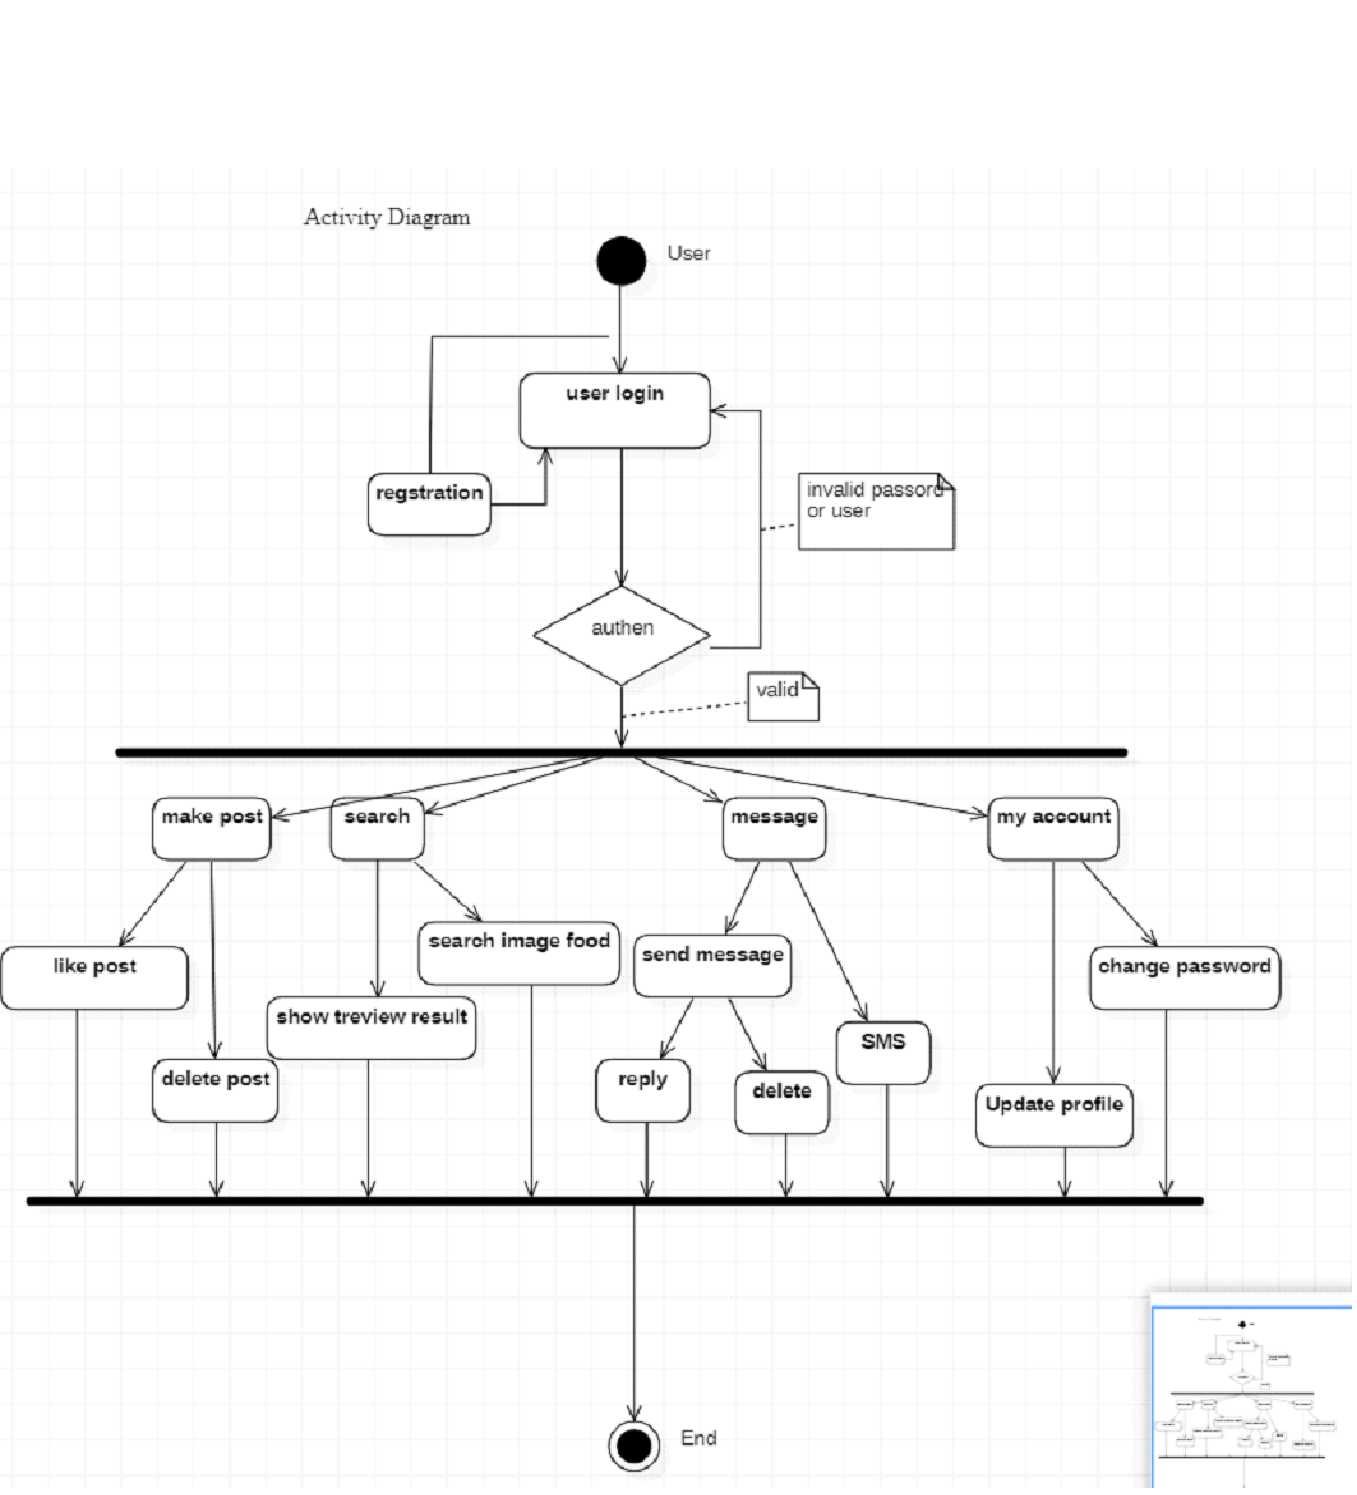 Activity Diagram
User
user login
regstration
invalid passord
or user
authen
valid
make post
search
message
my account
like post
search image food
send message
change password
show treview result
SMS
delete post
reply
delete
Update profile
End